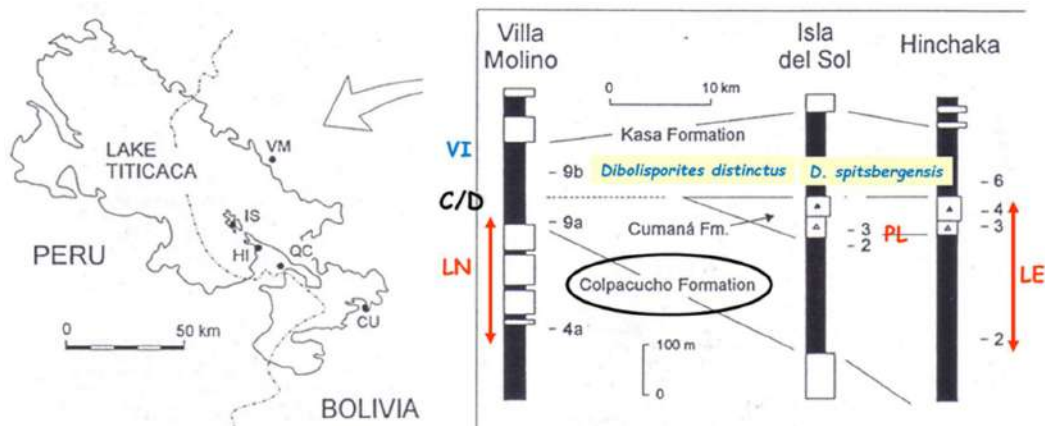 LAKE
TITICACA
VM
IS
HI
QC
CU
PERU
0 50 km
BOLIVIA
Villa
Molino
Isla
del Sol
Hinchaka
0 10 km
Kasa Formation
VI
C/D
LN
9b
Dibolisporites distinctus
D. spitsbergensis
6
4
3
9a
Cumaná Fm.
3
2
PL
Colpacucho Formation
LE
4a
100 m
0
2